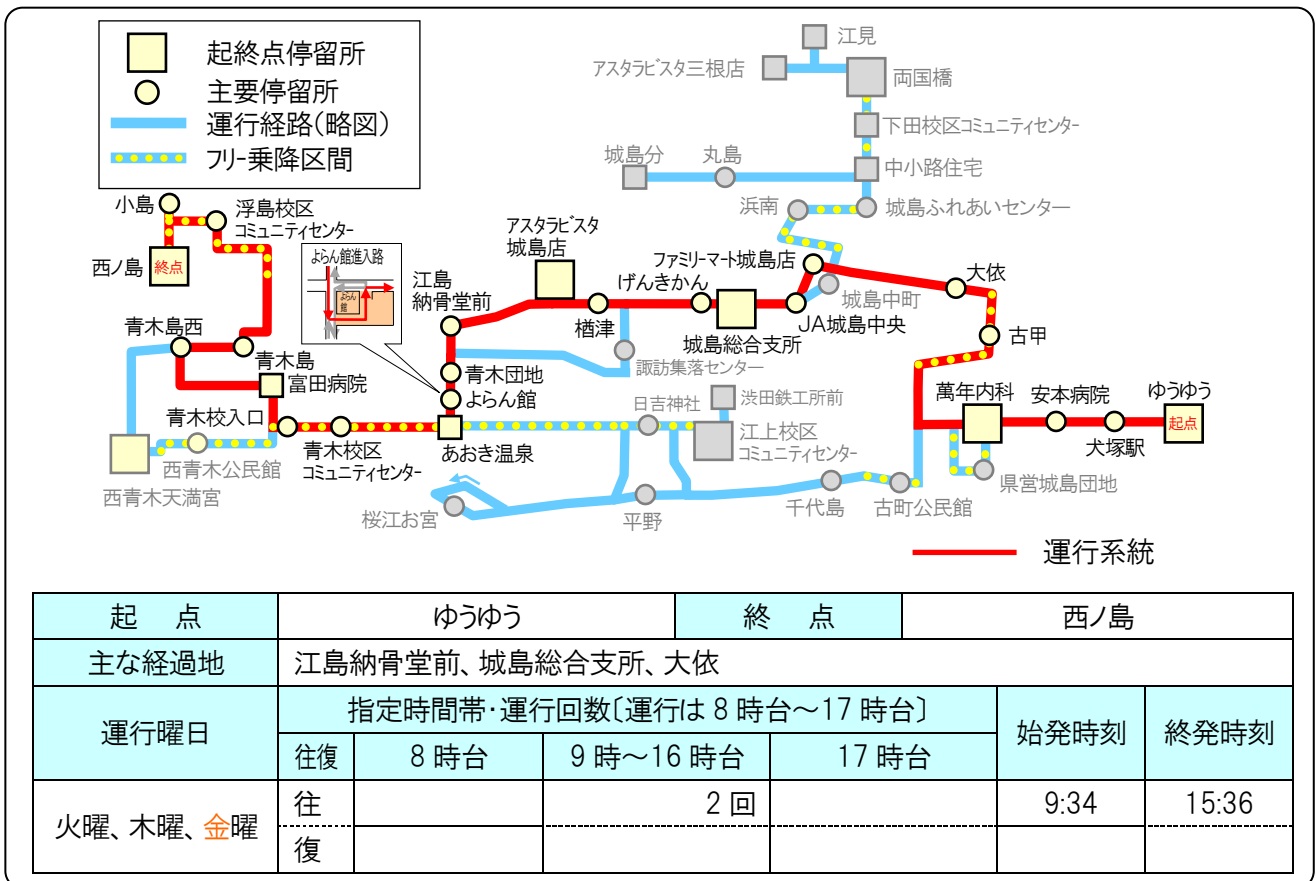 起終点停留所
主要停留所
運行経路(略図)
フリー乗降区間
江見
アスタラビスタ三根店
両国橋
下田校区コミュニティセンター
城島分
丸島
中小路住宅
浜南
城島ふれあいセンター
小島
浮島校区
コミュニティセンター
西ノ島
終点
よらん館進入路
よらん
館
江島
納骨堂前
アスタラビスタ
城島店
ファミリーマート城島店
げんきかん
大依
城島中町
楢津
城島総合支所
JA城島中央
古甲
青木島西
青木島
富田病院
青木団地
よらん館
諏訪集落センター
萬年内科
安本病院
ゆうゆう
起点
犬塚駅
青木校入口
青木校区
コミュニティセンター
あおき温泉
日吉神社
渋田鉄工所前
江上校区
コミュニティセンター
西青木公民館
西青木天満宮
県営城島団地
桜江お宮
平野
千代島
古町公民館
運行系統
起 点 ゆうゆう 終 点 西ノ島
主な経過地 江島納骨堂前、城島総合支所、大依
運行曜日 指定時間帯・運行回数〔運行は8時台～17時台〕 始発時刻 終発時刻
往復 8時台 9時～16時台 17時台
火曜、木曜、金曜 往 2回 9:34 15:36
復